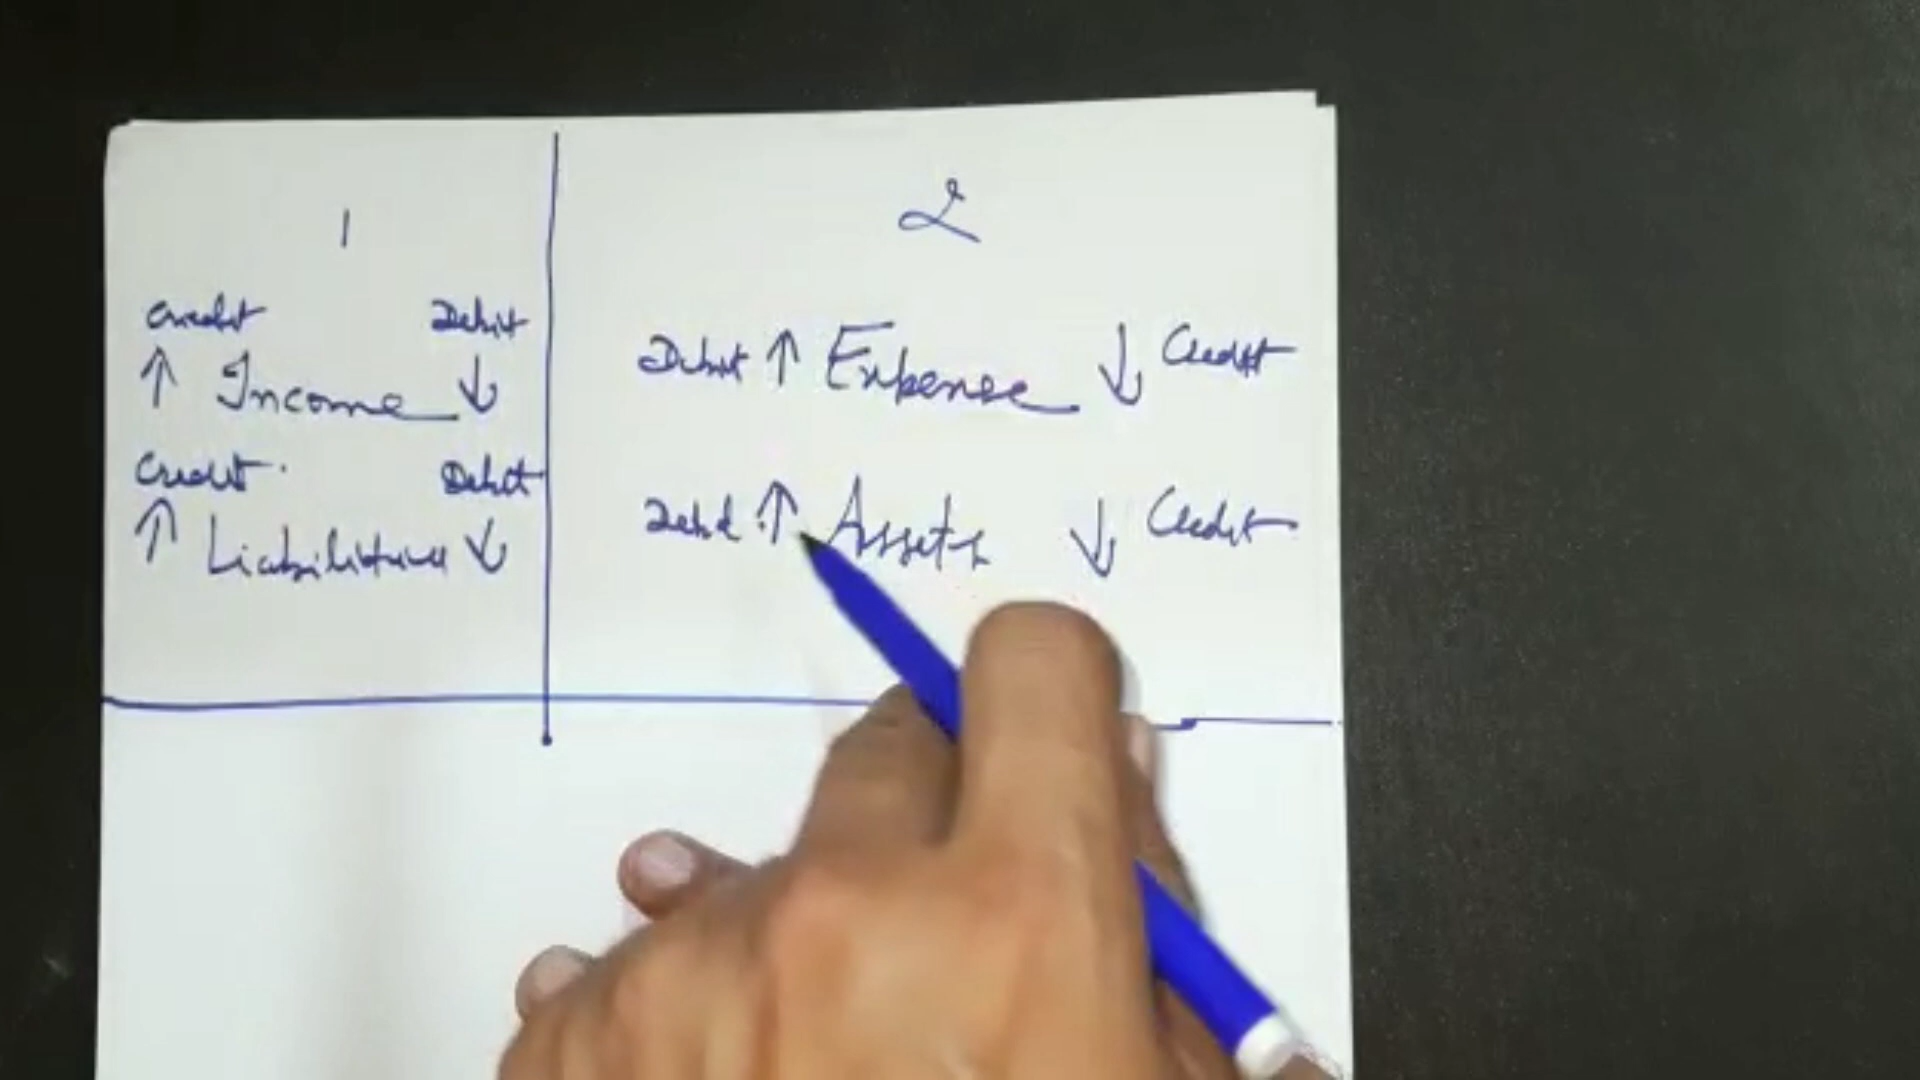 1
Credit Debit
↑ Income ↓
Credit. Debit
↑ Liabilities ↓
2
Debit ↑ Expense ↓ Credit
Debit ↑ Assets ↓ Credit